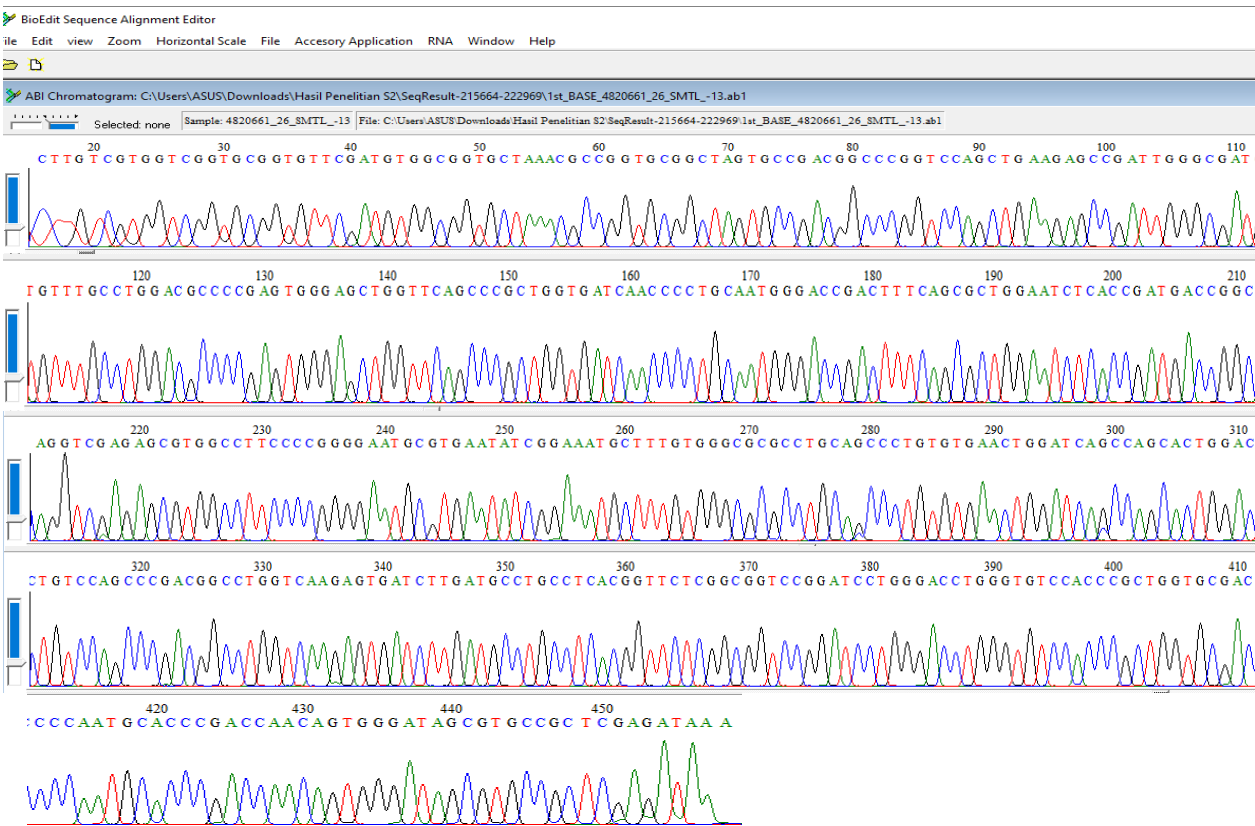 BioEdit Sequence Alignment Editor
ile Edit view Zoom Horizontal Scale File Accesory Application RNA Window Help
ABI Chromatogram: C:\Users\ASUS\Downloads\Hasil Penelitian S2\SeqResult-215664-222969\1st_BASE_4820661_26_SMTL_-13.ab1
Selected: none Sample: 4820661_26_SMTL_-13 File: C:\Users\ASUS\Downloads\Hasil Penelitian S2\SeqResult-215664-222969\1st_BASE_4820661_26_SMTL_-13.ab1
20 30 40 50 60 70 80 90 100 110
CTTGTCGTGGTCGGTGCGGTGTTCGATGTGGCGGTGCTAAACGCCGGTGCGGCTAGTGCCGACGGCCCGGTCCAGCTGAAGAGCCGATTGGGCGAT
120 130 140 150 160 170 180 190 200 210
TGTTTGCCTGGACGCCCCGAGTGGGAGCTGGTTCAGCCCGCTGGTGATCAACCCCTGCAATGGGACCGACTTTCAGCGCTGGAATCTCACCGATGACCGGC
220 230 240 250 260 270 280 290 300 310
AGGTCGAGAGCGTGGCCTTCCCCGGGGAATGCGTGAATATCGGAAATGCTTTGTGGGCGCGCCTGCAGCCCTGTGTGAACTGGATCAGCCAGCACTGGAC
320 330 340 350 360 370 380 390 400 410
CTGTCCAGCCCGACGGCCTGGTCAAGAGTGATCTTGATGCCTGCCTCACGGTTCTCGGCGGTCCGGATCCTGGGACCTGGGTGTCCACCCGCTGGTGCGAC
420 430 440 450
CCCCAATGCACCCGACCAACAGTGGGATAGCGTGCCGCTCGAGATAAA